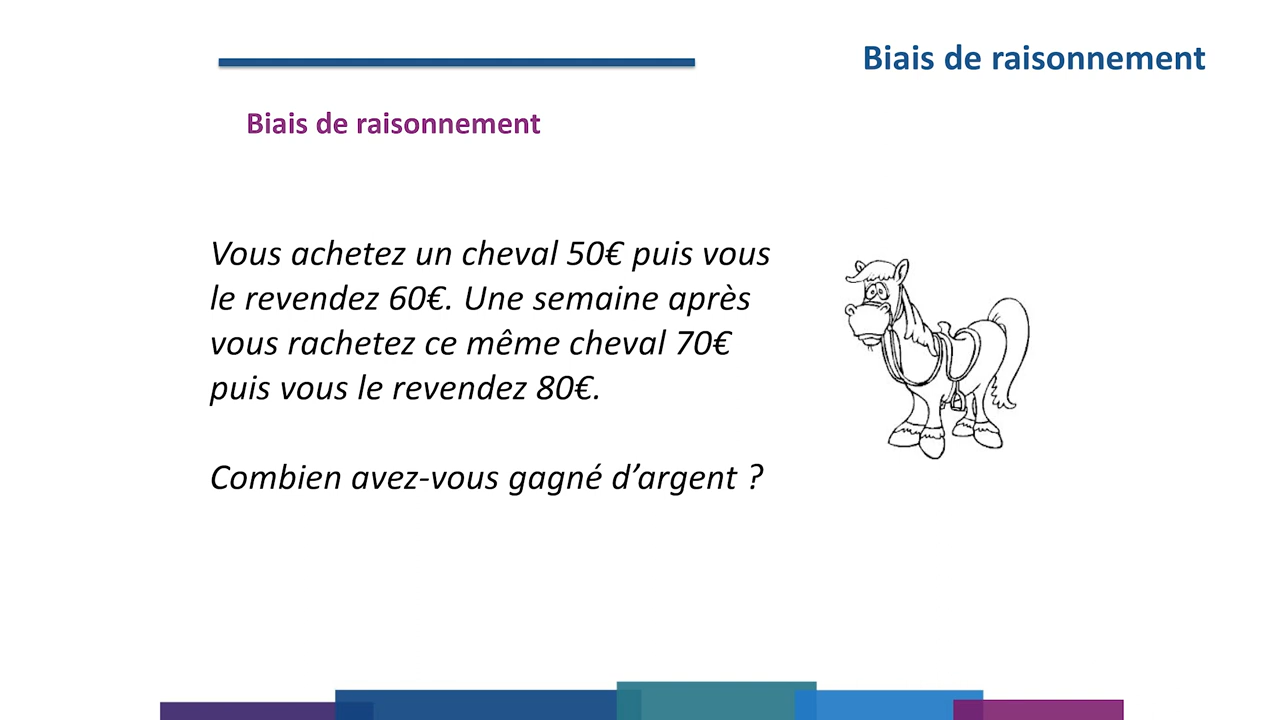 Biais de raisonnement
Biais de raisonnement
Vous achetez un cheval 50€ puis vous
le revendez 60€. Une semaine après
vous rachetez ce même cheval 70€
puis vous le revendez 80€.
Combien avez-vous gagné d’argent ?